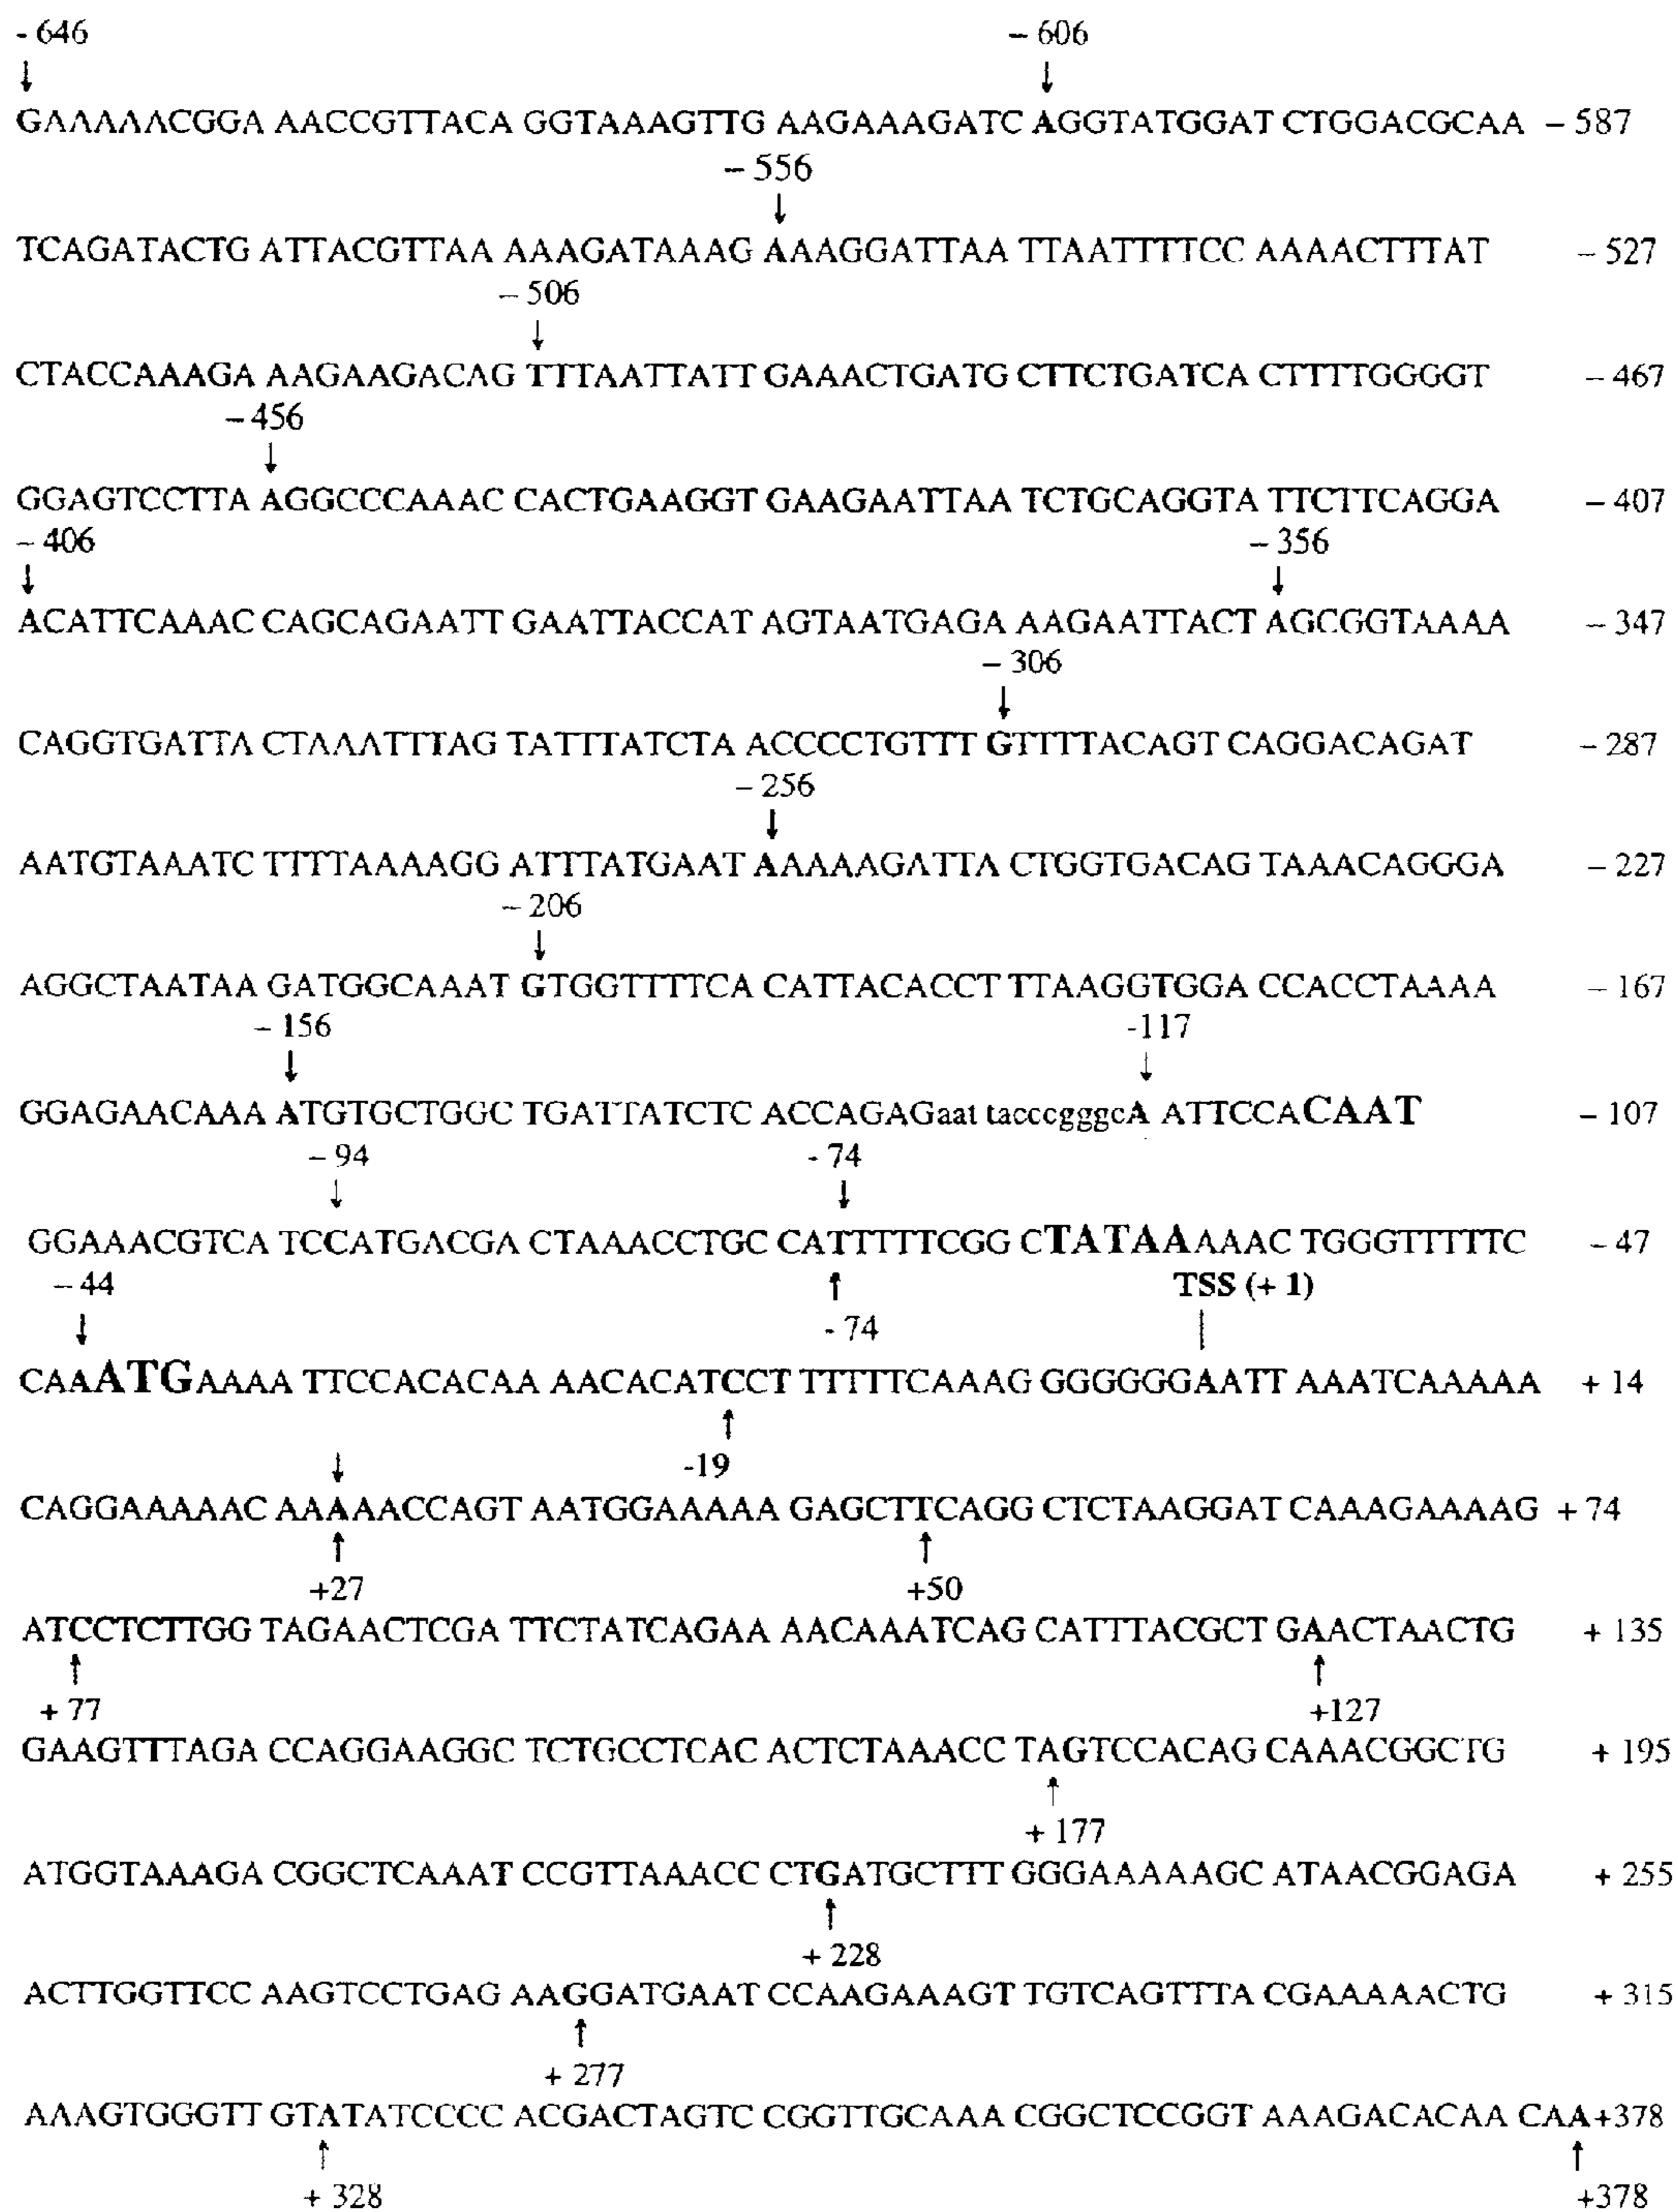 - 646 – 606
↓ ↓
GAAAAACGGA AACCGTTACA GGTAAAGTTG AAGAAAGATC AGGTATGGAT CTGGACGCAA – 587
– 556
↓
TCAGATACTG ATTACGTTAA AAAGATAAAG AAAGGATTAA TTAATTTTCC AAAACTTTAT – 527
– 506
↓
CTACCAAAGA AAGAAGACAG TTTAATTATT GAAACTGATG CTTCTGATCA CTTTTGGGGT – 467
– 456
↓
GGAGTCCTTA AGGCCCAAAC CACTGAAGGT GAAGAATTAA TCTGCAGGTA TTCTTCAGGA – 407
– 406 – 356
↓ ↓
ACATTCAAAC CAGCAGAATT GAATTACCAT AGTAATGAGA AAGAATTACT AGCGGTAAAA – 347
– 306
↓
CAGGTGATTA CTAAATTTAG TATTTATCTA ACCCCTGTTT GTTTTACAGT CAGGACAGAT – 287
– 256
↓
AATGTAAATC TTTTAAAAGG ATTTATGAAT AAAAAGATTA CTGGTGACAG TAAACAGGGA – 227
– 206
↓
AGGCTAATAA GATGGCAAAT GTGGTTTTCA CATTACACCT TTAAGGTGGA CCACCTAAAA – 167
– 156 -117
↓ ↓
GGAGAACAAA ATGTGCTGGC TGATTATCTC ACCAGAGaat tacccgggcA ATTCCACAAT – 107
– 94 - 74
↓ ↓
GGAAACGTCA TCCATGACGA CTAAACCTGC CATTTTTCGG CTATAAAAAC TGGGTTTTTC – 47
– 44 ↑ TSS (+ 1)
↓ - 74 |
CAAATGAAAA TTCCACACAA AACACATCCT TTTTTCAAAG GGGGGGAATT AAATCAAAAA + 14
↑
↓ -19
CAGGAAAAAC AAAAACCAGT AATGGAAAAA GAGCTTCAGG CTCTAAGGAT CAAAGAAAAG + 74
↑ ↑
+27 +50
ATCCTCTTGG TAGAACTCGA TTCTATCAGAA AACAAATCAG CATTTACGCT GAACTAACTG + 135
↑ ↑
+ 77 +127
GAAGTTTAGA CCAGGAAGGC TCTGCCTCAC ACTCTAAACC TAGTCCACAG CAAACGGCTG + 195
↑
+ 177
ATGGTAAAGA CGGCTCAAAT CCGTTAAACC CTGATGCTTT GGGAAAAAGC ATAACGGAGA + 255
↑
+ 228
ACTTGGTTCC AAGTCCTGAG AAGGATGAAT CCAAGAAAGT TGTCAGTTTA CGAAAAACTG + 315
↑
+ 277
AAAGTGGGTT GTATATCCCC ACGACTAGTC CGGTTGCAAA CGGCTCCGGT AAAGACACAA CAA+378
↑ ↑
+ 328 +378